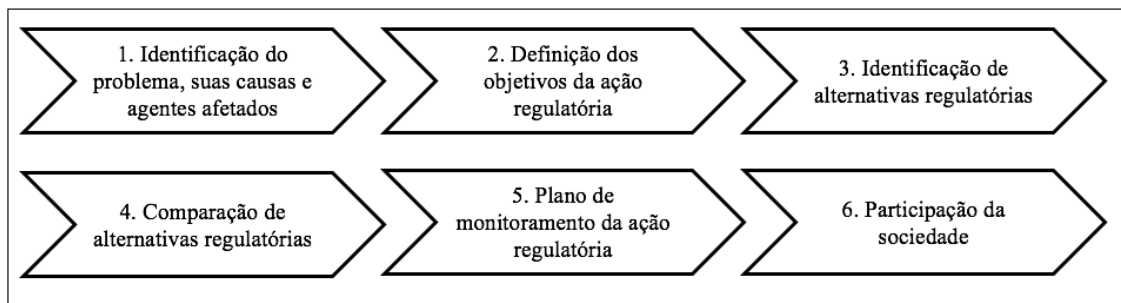 1. Identificação do
problema, suas causas e
agentes afetados
2. Definição dos
objetivos da ação
regulatória
3. Identificação de
alternativas regulatórias
4. Comparação de
alternativas regulatórias
5. Plano de
monitoramento da ação
regulatória
6. Participação da
sociedade